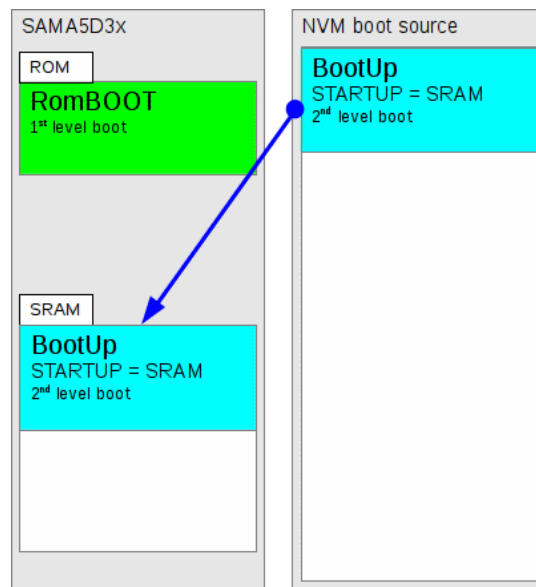 SAMA5D3x
ROM
RomBOOT
1st level boot
SRAM
BootUp
STARTUP = SRAM
2nd level boot
NVM boot source
BootUp
STARTUP = SRAM
2nd level boot